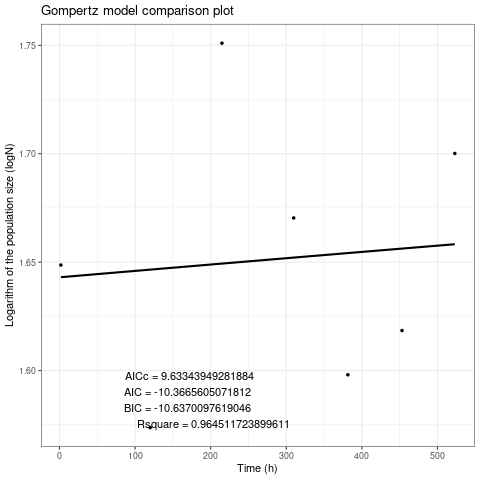 Gompertz model comparison plot
Logarithm of the population size (logN)
1.75
1.70
1.65
1.60
AICc = 9.63343949281884
AIC = -10.3665605071812
BIC = -10.6370097619046
Rsquare = 0.964511723899611
0 100 200 300 400 500
Time (h)